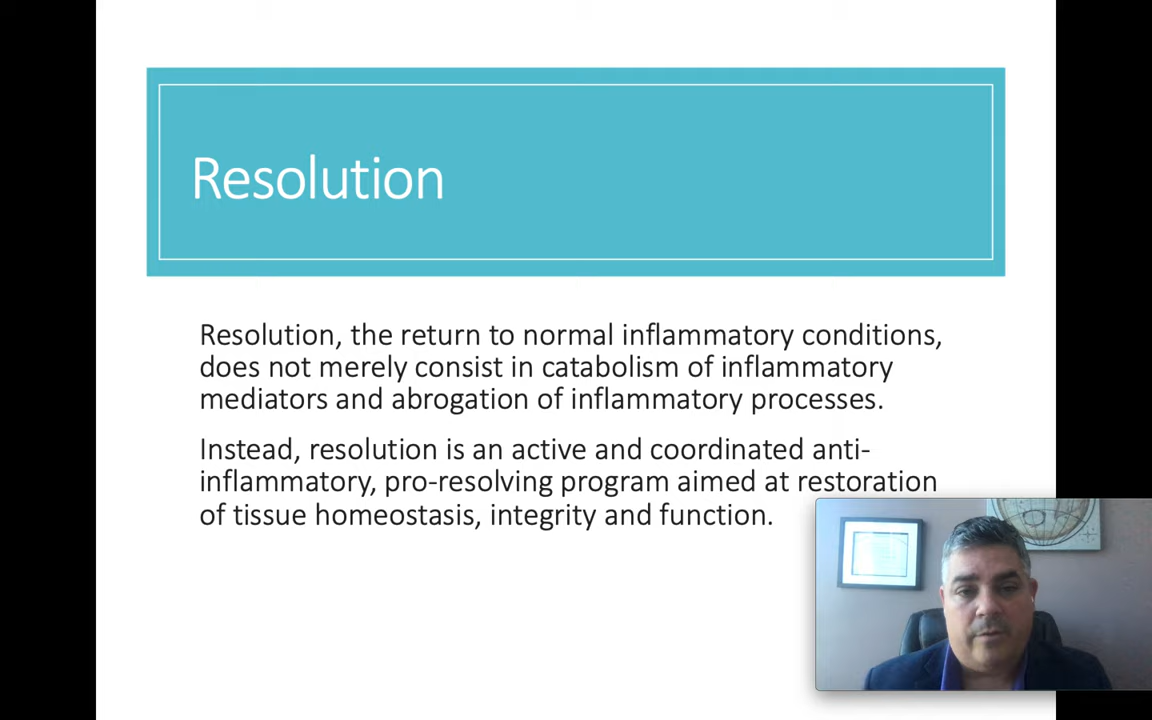 Resolution
Resolution, the return to normal inflammatory conditions,
does not merely consist in catabolism of inflammatory
mediators and abrogation of inflammatory processes.
Instead, resolution is an active and coordinated anti-
inflammatory, pro-resolving program aimed at restoration
of tissue homeostasis, integrity and function.